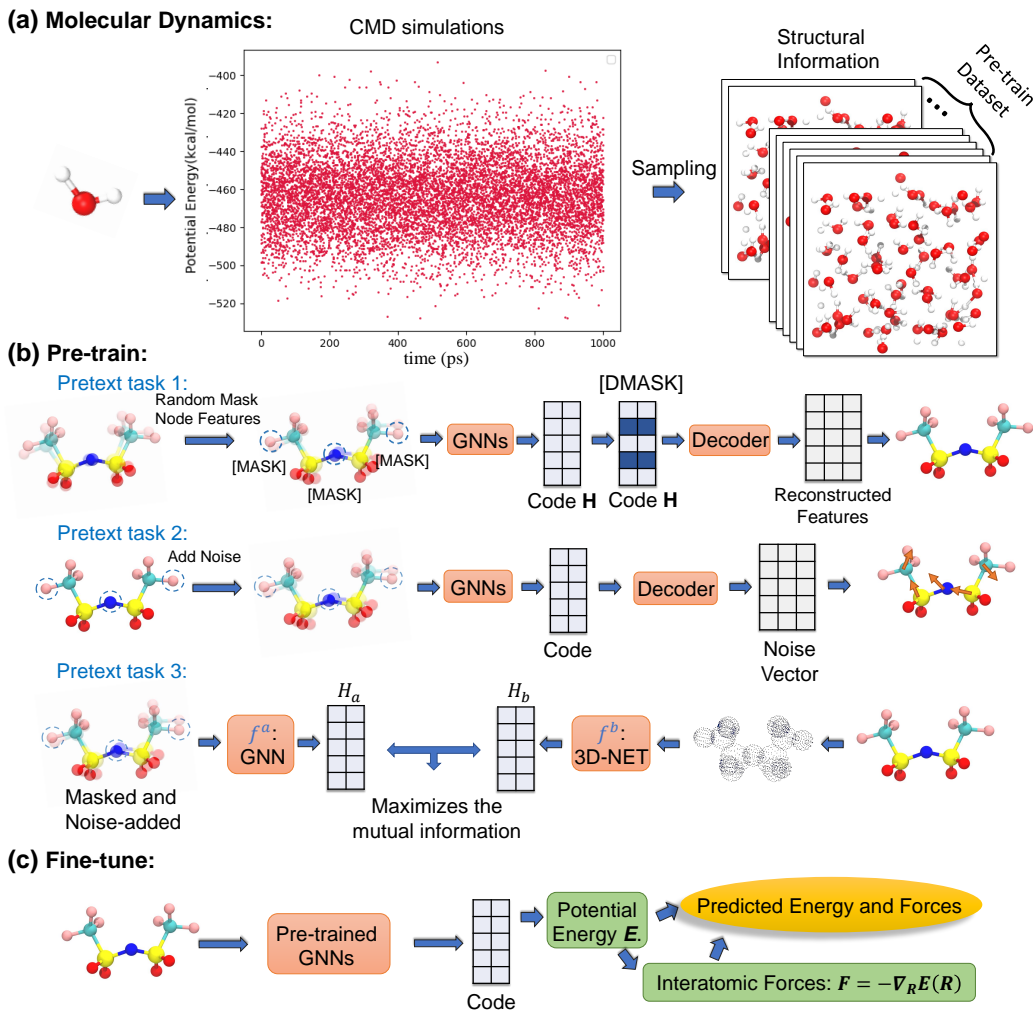 (a) Molecular Dynamics:
CMD simulations
Potential Energy(kcal/mol)
−400
−420
−440
−460
−480
−500
−520
0
200
400
600
800
1000
time (ps)
Sampling
Structural
Information
Pre-train
Dataset
(b) Pre-train:
Pretext task 1:
Random Mask
Node Features
[MASK]
[MASK]
[MASK]
GNNs
Code H
[DMASK]
Code H
Decoder
Reconstructed
Features
Pretext task 2:
Add Noise
GNNs
Code
Decoder
Noise
Vector
Pretext task 3:
Masked and
Noise-added
f^a:
GNN
H_a
Maximizes the
mutual information
H_b
f^b:
3D-NET
(c) Fine-tune:
Pre-trained
GNNs
Code
Potential
Energy E.
Predicted Energy and Forces
Interatomic Forces: F = −∇_R E(R)